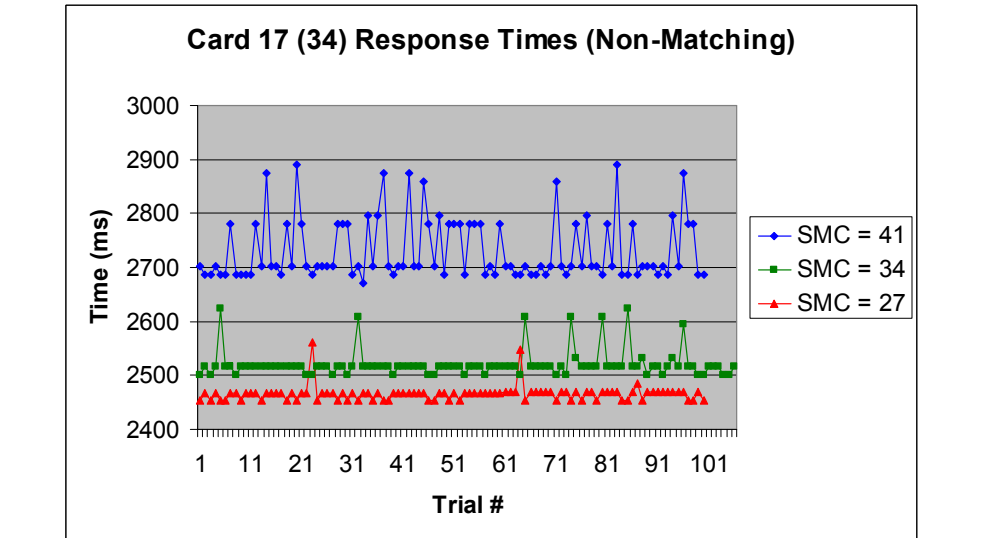 Card 17 (34) Response Times (Non-Matching)
3000
2900
2800
2700
2600
2500
2400
Time (ms)
1 11 21 31 41 51 61 71 81 91 101
Trial #
SMC = 41
SMC = 34
SMC = 27